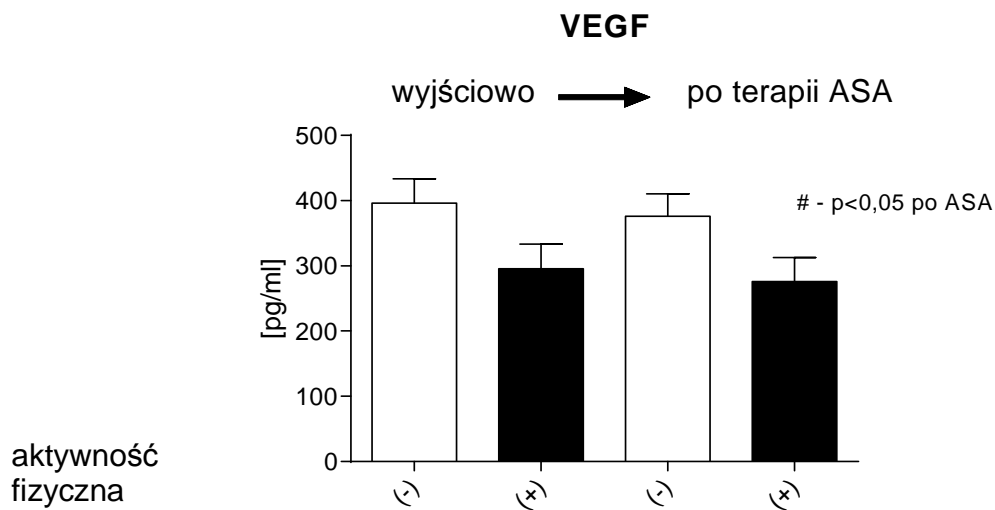 VEGF
wyjściowo po terapii ASA
500
400
300
200
100
0
[pg/ml]
# - p<0,05 po ASA
(-) (+) (-) (+)
aktywność
fizyczna